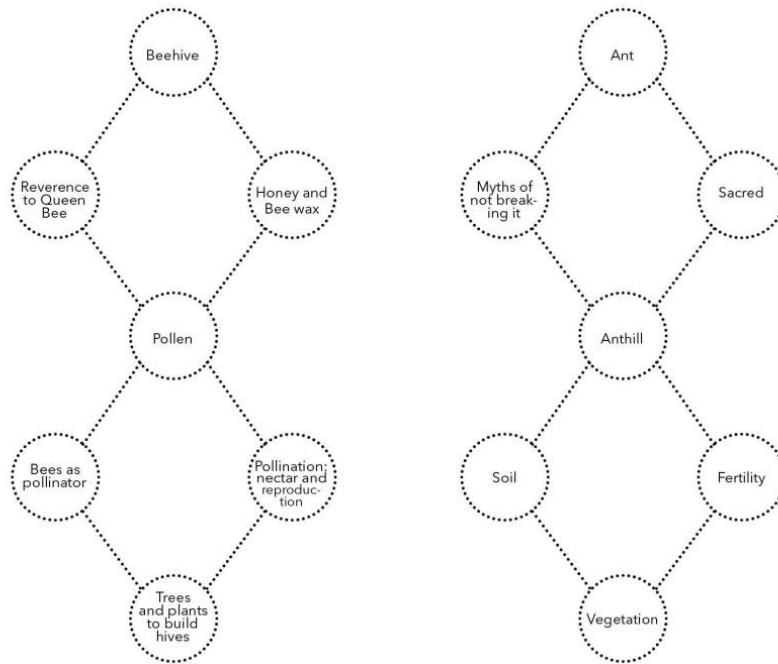 Beehive
Reverence
to Queen
Bee
Honey and
Bee wax
Pollen
Bees as
pollinator
Pollination;
nectar and
reproduc-
tion
Trees
and plants
to build
hives
Ant
Myths of
not break-
ing it
Sacred
Anthill
Soil
Fertility
Vegetation